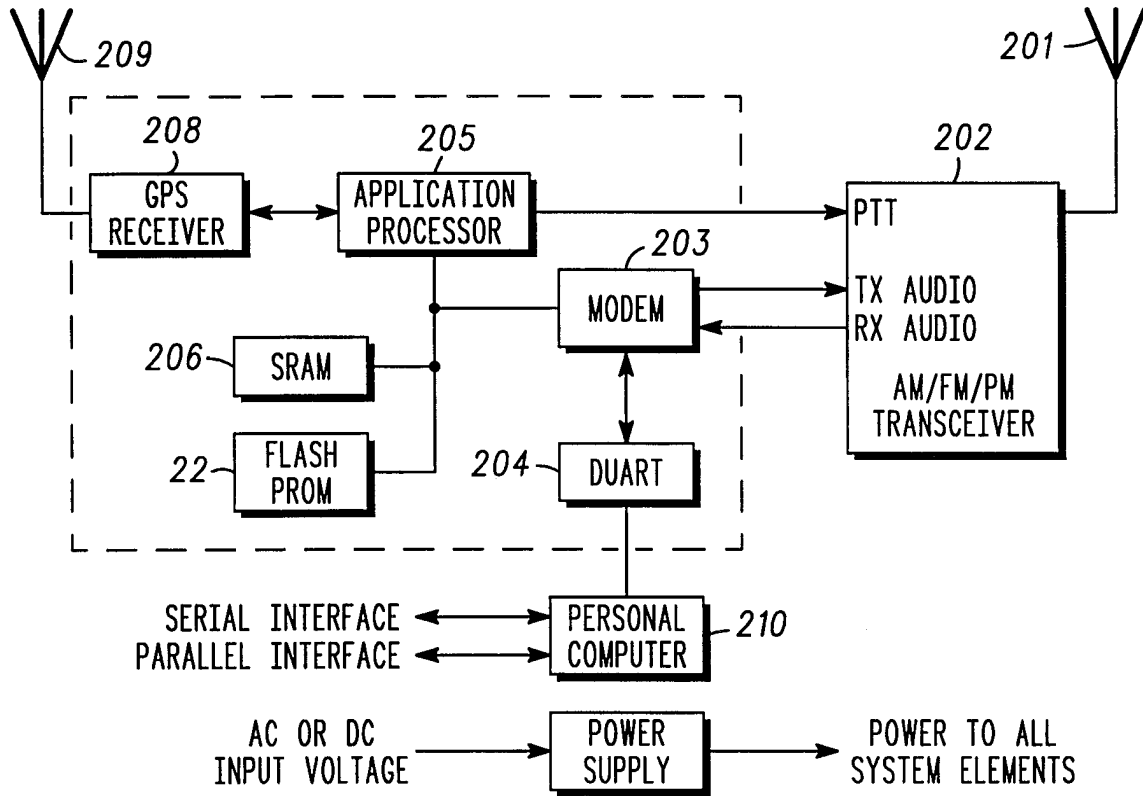 209
201
208
205
202
GPS
RECEIVER
APPLICATION
PROCESSOR
PTT
203
MODEM
TX AUDIO
RX AUDIO
206
SRAM
AM/FM/PM
TRANSCEIVER
22
FLASH
PROM
204
DUART
SERIAL INTERFACE
PARALLEL INTERFACE
PERSONAL
COMPUTER
210
AC OR DC
INPUT VOLTAGE
POWER
SUPPLY
POWER TO ALL
SYSTEM ELEMENTS